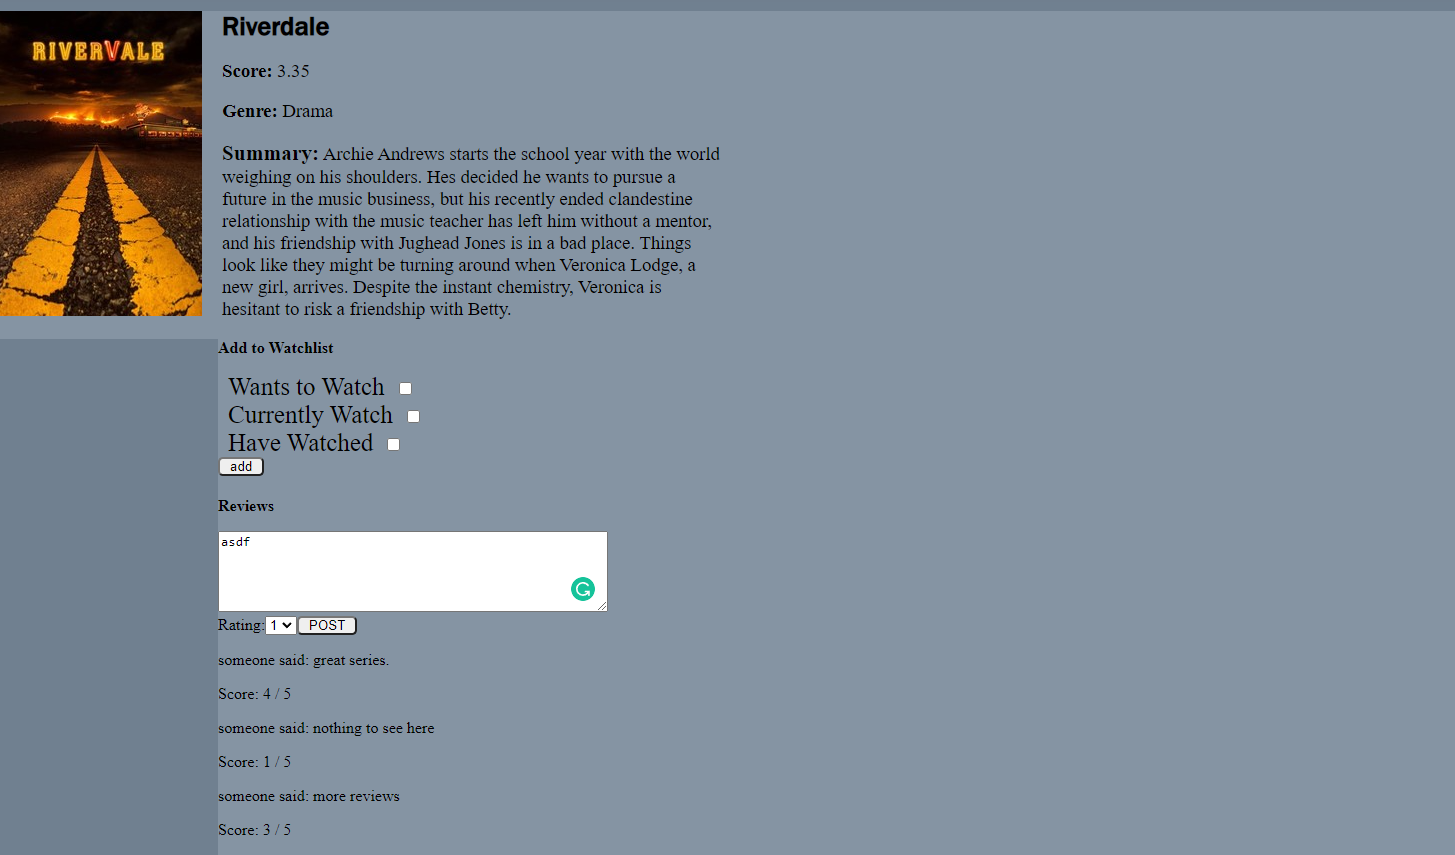 RIVERVALE
Riverdale
Score: 3.35
Genre: Drama
Summary: Archie Andrews starts the school year with the world
weighing on his shoulders. Hes decided he wants to pursue a
future in the music business, but his recently ended clandestine
relationship with the music teacher has left him without a mentor,
and his friendship with Jughead Jones is in a bad place. Things
look like they might be turning around when Veronica Lodge, a
new girl, arrives. Despite the instant chemistry, Veronica is
hesitant to risk a friendship with Betty.
Add to Watchlist
Wants to Watch
Currently Watch
Have Watched
add
Reviews
asdf
Rating: 1 POST
someone said: great series.
Score: 4 / 5
someone said: nothing to see here
Score: 1 / 5
someone said: more reviews
Score: 3 / 5